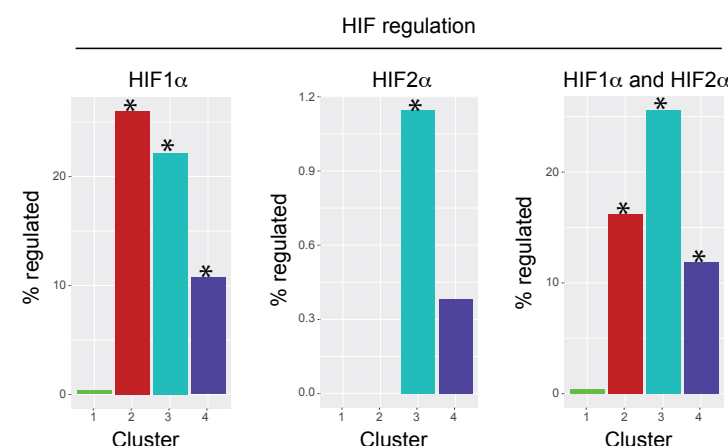 HIF regulation
HIF1α
% regulated
20
10
0
*
*
*
1 2 3 4
Cluster
HIF2α
% regulated
1.2
0.9
0.6
0.3
0.0
*
1 2 3 4
Cluster
HIF1α and HIF2α
% regulated
20
10
0
*
*
*
1 2 3 4
Cluster